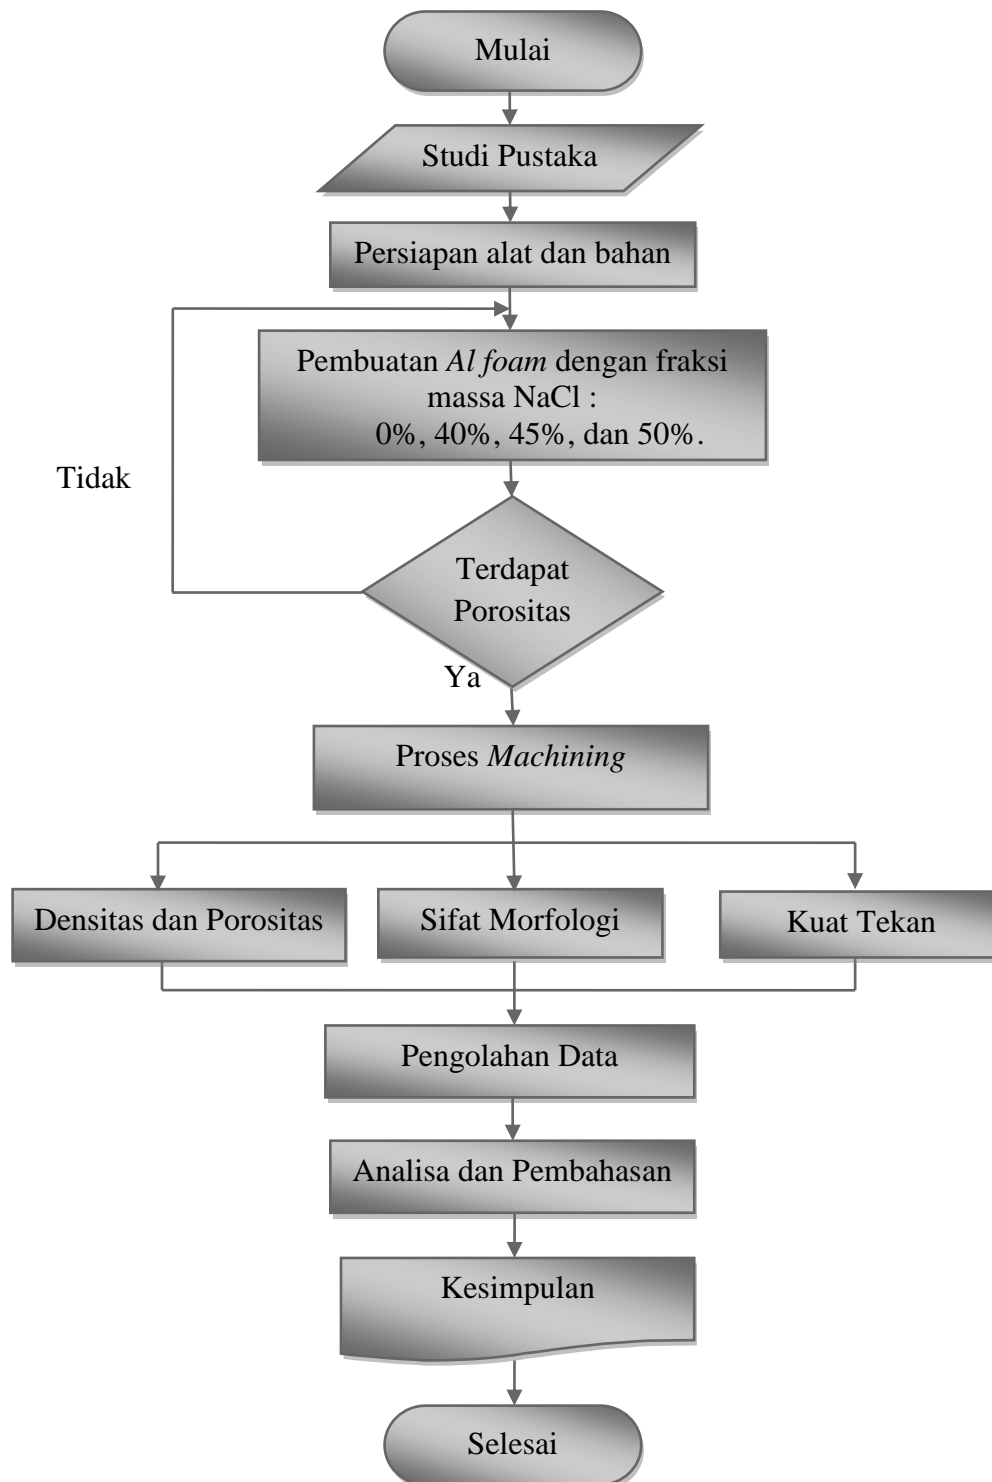 Mulai
Studi Pustaka
Persiapan alat dan bahan
Pembuatan Al foam dengan fraksi
massa NaCl :
0%, 40%, 45%, dan 50%.
Tidak
Terdapat
Porositas
Ya
Proses Machining
Densitas dan Porositas
Sifat Morfologi
Kuat Tekan
Pengolahan Data
Analisa dan Pembahasan
Kesimpulan
Selesai